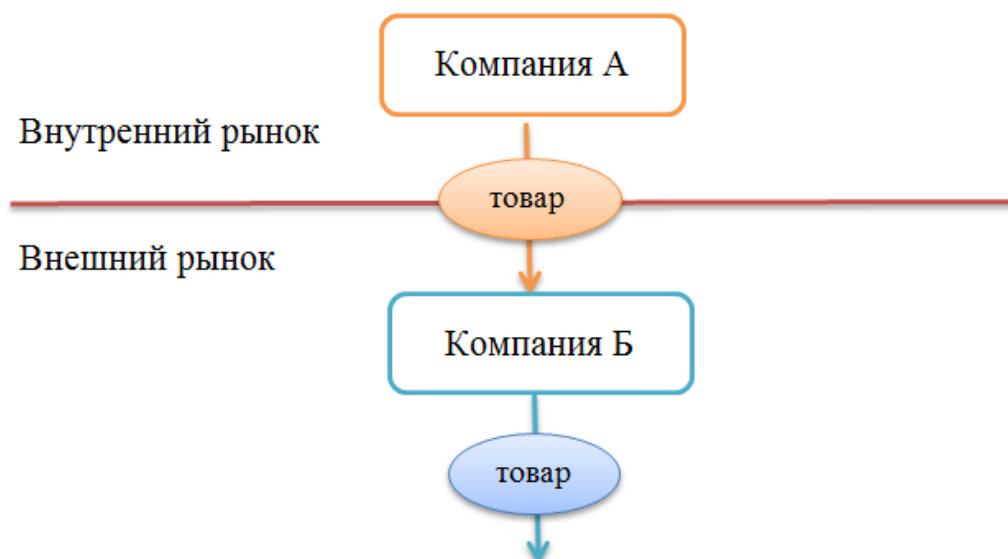 Компания А
Внутренний рынок
товар
Внешний рынок
Компания Б
товар